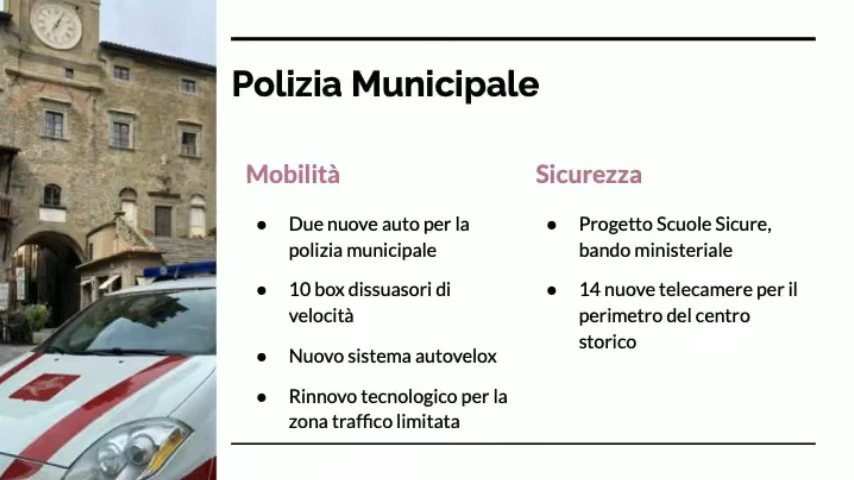 Polizia Municipale
Mobilità
Due nuove auto per la
polizia municipale
10 box dissuasori di
velocità
Nuovo sistema autovelox
Rinnovo tecnologico per la
zona traffico limitata
Sicurezza
Progetto Scuole Sicure,
bando ministeriale
14 nuove telecamere per il
perimetro del centro
storico